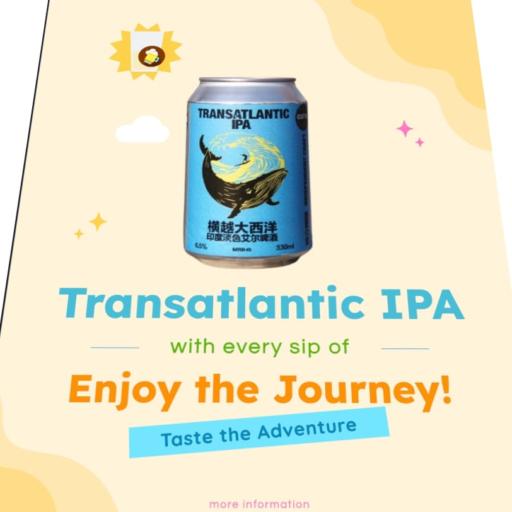 TRANSATLANTIC
IPA
横越大西洋
印度淡色艾尔啤酒
6.5%
330ml
Transatlantic IPA
with every sip of
Enjoy the Journey!
Taste the Adventure
more information